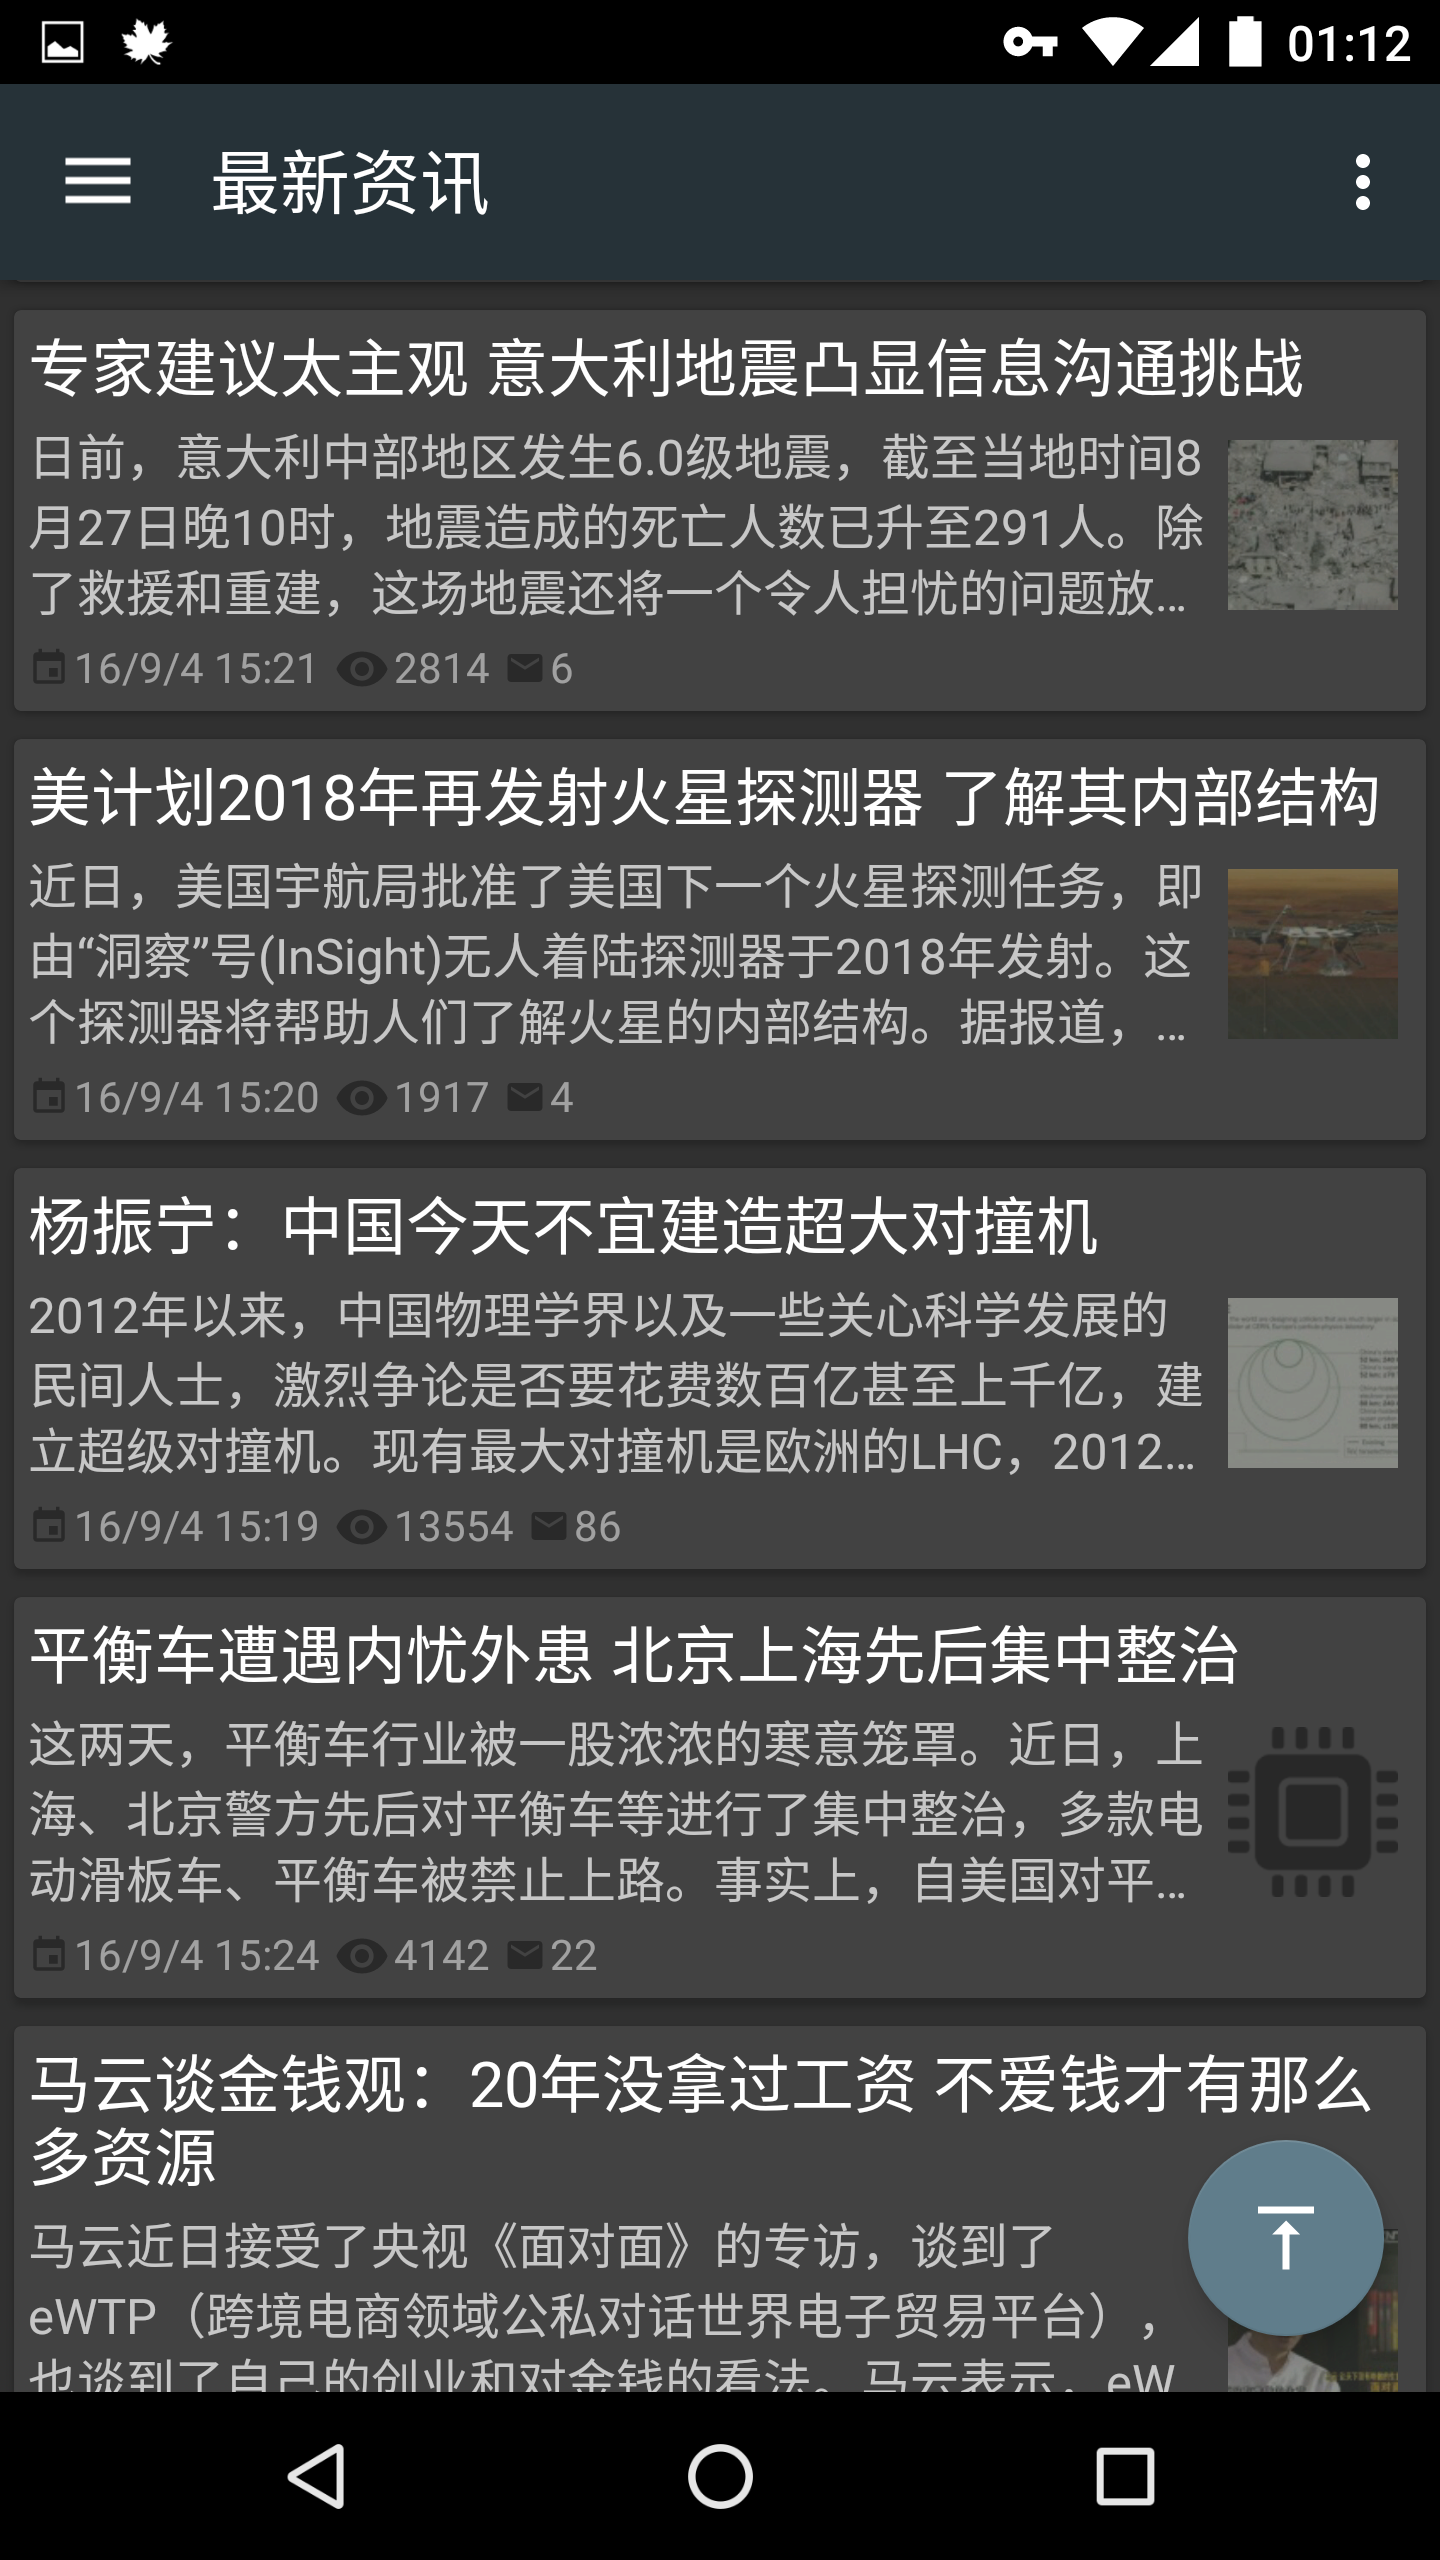 01:12
最新资讯
专家建议太主观 意大利地震凸显信息沟通挑战
日前，意大利中部地区发生6.0级地震，截至当地时间8
月27日晚10时，地震造成的死亡人数已升至291人。除
了救援和重建，这场地震还将一个令人担忧的问题放…
16/9/4 15:21 2814 6
美计划2018年再发射火星探测器 了解其内部结构
近日，美国宇航局批准了美国下一个火星探测任务，即
由“洞察”号(InSight)无人着陆探测器于2018年发射。这
个探测器将帮助人们了解火星的内部结构。据报道，…
16/9/4 15:20 1917 4
杨振宁：中国今天不宜建造超大对撞机
2012年以来，中国物理学界以及一些关心科学发展的
民间人士，激烈争论是否要花费数百亿甚至上千亿，建
立超级对撞机。现有最大对撞机是欧洲的LHC，2012…
16/9/4 15:19 13554 86
平衡车遭遇内忧外患 北京上海先后集中整治
这两天，平衡车行业被一股浓浓的寒意笼罩。近日，上
海、北京警方先后对平衡车等进行了集中整治，多款电
动滑板车、平衡车被禁止上路。事实上，自美国对平…
16/9/4 15:24 4142 22
马云谈金钱观：20年没拿过工资 不爱钱才有那么
多资源
马云近日接受了央视《面对面》的专访，谈到了
eWTP（跨境电商领域公私对话世界电子贸易平台），
也谈到了自己的创业和对金钱的看法。马云表示，eW